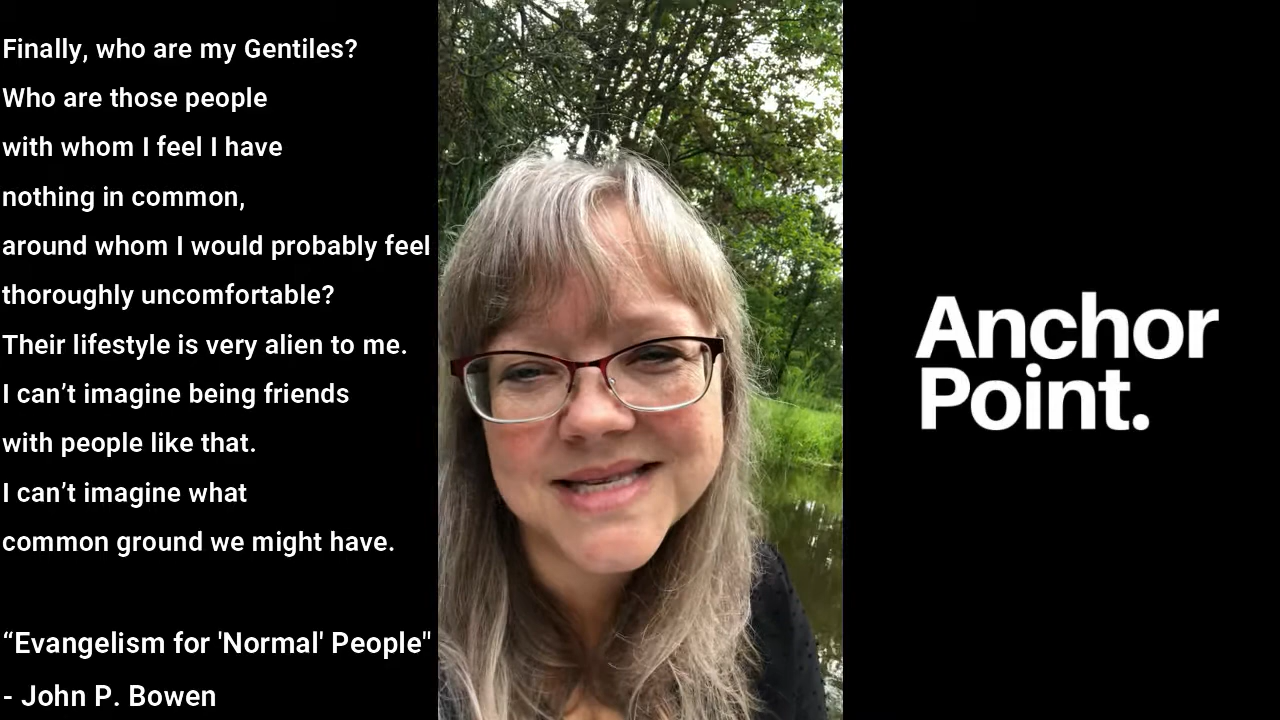 Finally, who are my Gentiles?
Who are those people
with whom I feel I have
nothing in common,
around whom I would probably feel
thoroughly uncomfortable?
Their lifestyle is very alien to me.
I can’t imagine being friends
with people like that.
I can’t imagine what
common ground we might have.
“Evangelism for 'Normal' People"
- John P. Bowen
Anchor
Point.